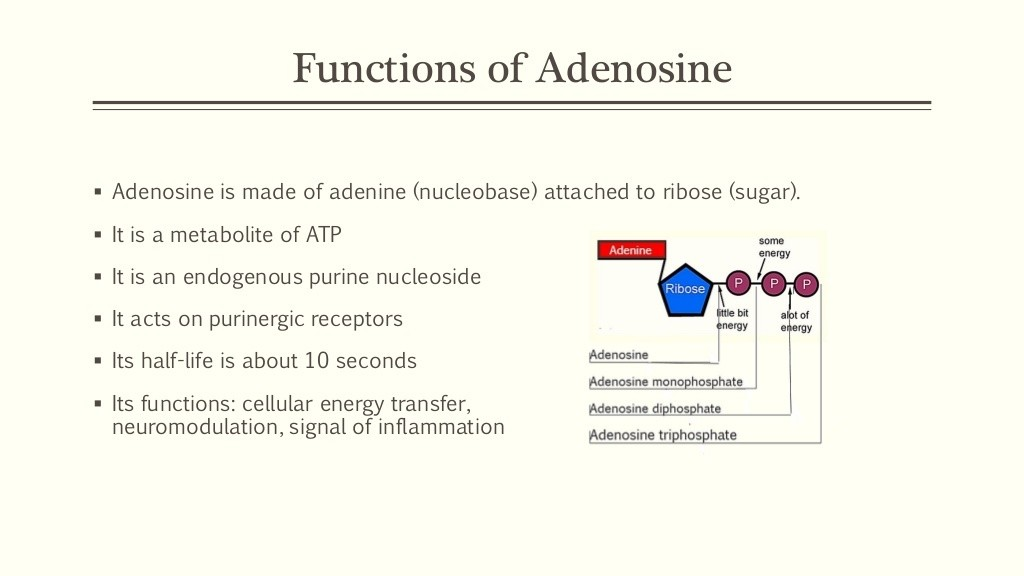 Functions of Adenosine
▪ Adenosine is made of adenine (nucleobase) attached to ribose (sugar).
▪ It is a metabolite of ATP
▪ It is an endogenous purine nucleoside
▪ It acts on purinergic receptors
▪ Its half-life is about 10 seconds
▪ Its functions: cellular energy transfer,
neuromodulation, signal of inflammation
Adenine
some
energy
Ribose
P
P
P
little bit
energy
alot of
energy
Adenosine
Adenosine monophosphate
Adenosine diphosphate
Adenosine triphosphate